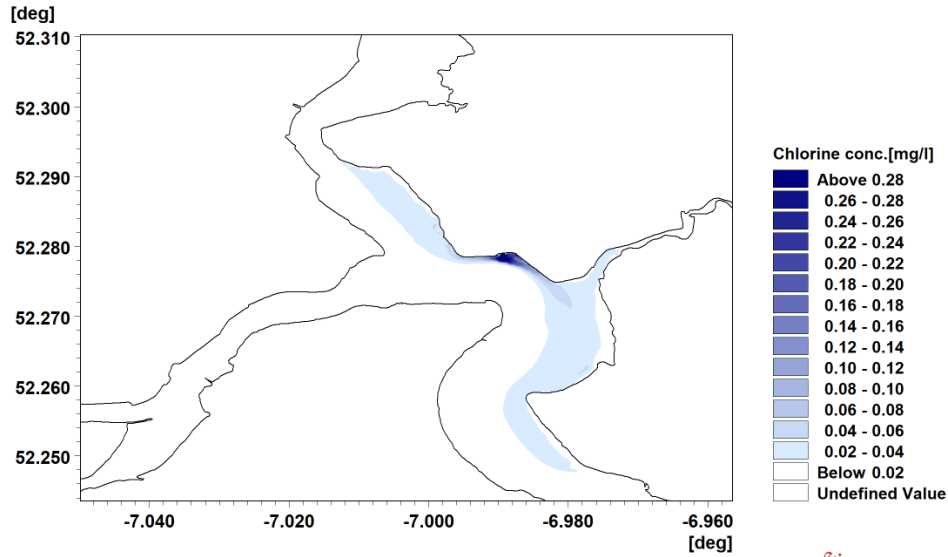 [deg]
52.310
52.300
52.290
52.280
52.270
52.260
52.250
-7.040 -7.020 -7.000 -6.980 -6.960
[deg]
Chlorine conc.[mg/l]
Above 0.28
0.26 - 0.28
0.24 - 0.26
0.22 - 0.24
0.20 - 0.22
0.18 - 0.20
0.16 - 0.18
0.14 - 0.16
0.12 - 0.14
0.10 - 0.12
0.08 - 0.10
0.06 - 0.08
0.04 - 0.06
0.02 - 0.04
Below 0.02
Undefined Value